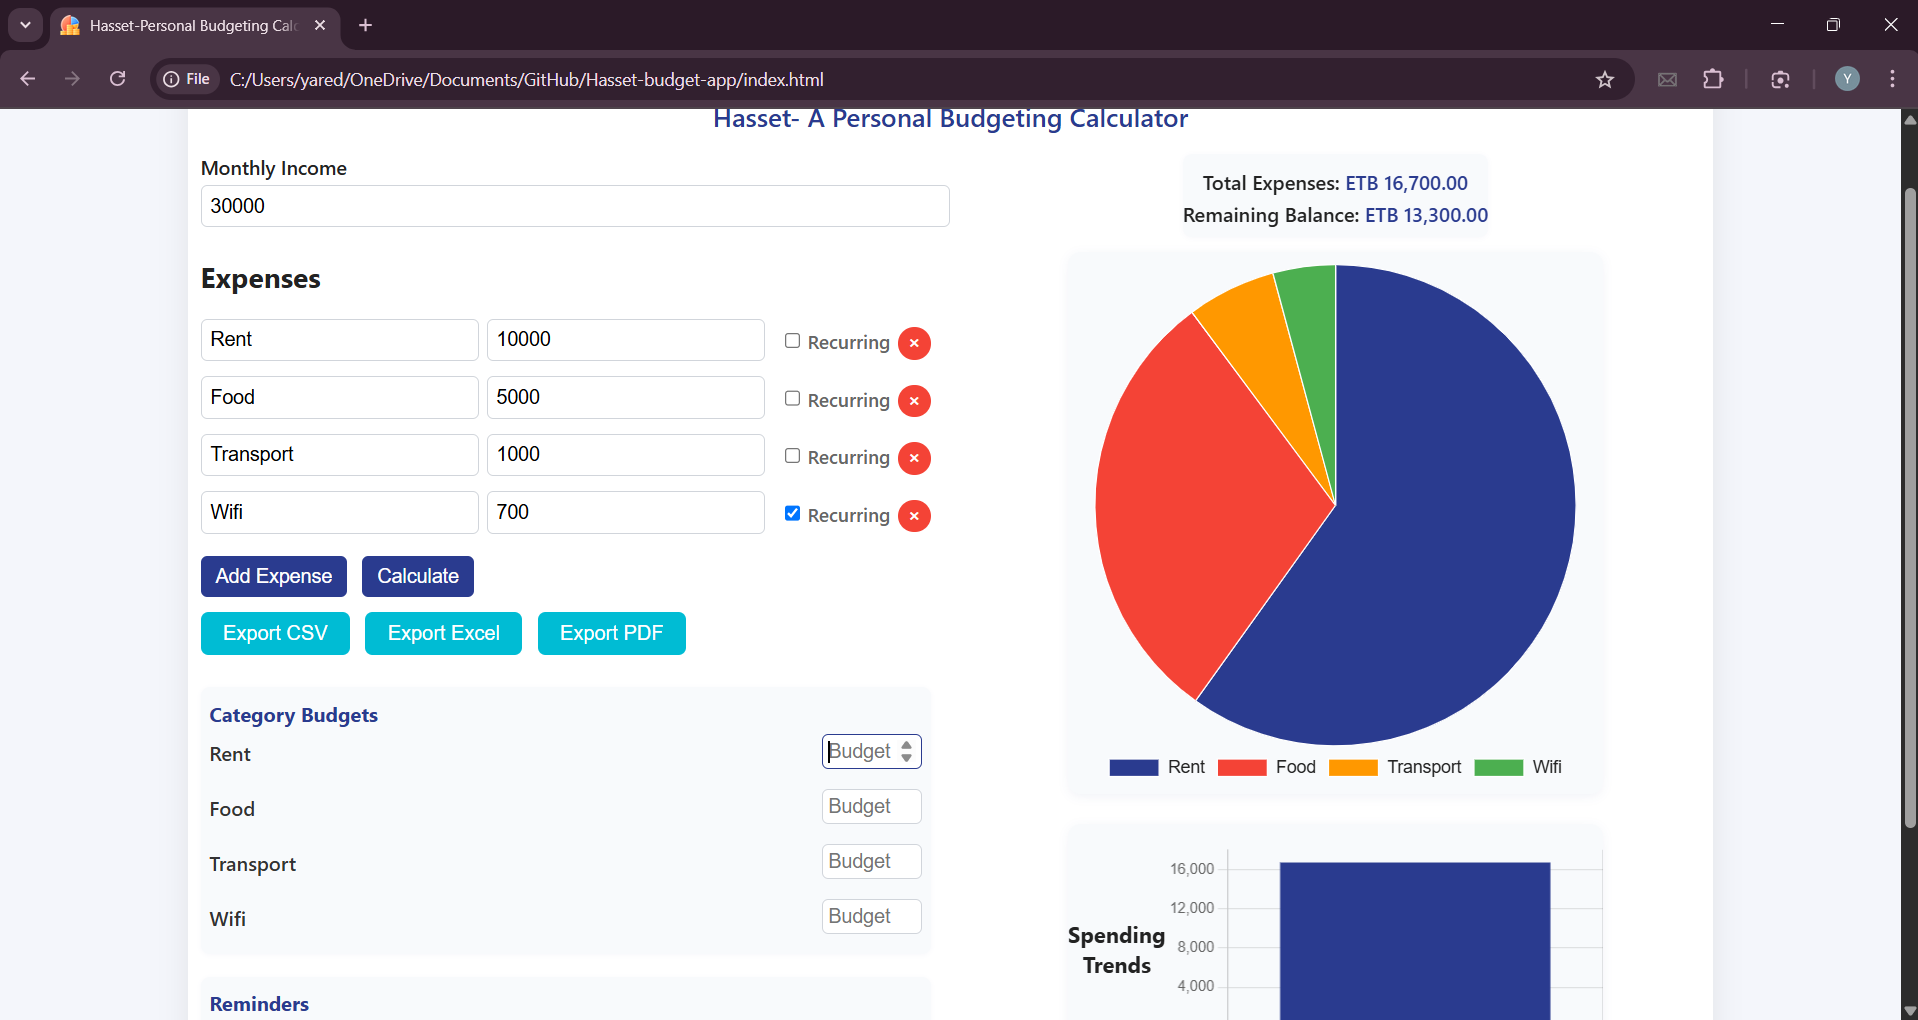 Hasset-Personal Budgeting Calc
File
C:/Users/yared/OneDrive/Documents/GitHub/Hasset-budget-app/index.html
Y
Hasset- A Personal Budgeting Calculator
Monthly Income
30000
Expenses
Rent 10000 Recurring
Food 5000 Recurring
Transport 1000 Recurring
Wifi 700 Recurring
Add Expense Calculate
Export CSV Export Excel Export PDF
Category Budgets
Rent Budget
Food Budget
Transport Budget
Wifi Budget
Reminders
Total Expenses: ETB 16,700.00
Remaining Balance: ETB 13,300.00
Rent Food Transport Wifi
Spending
Trends
16,000
12,000
8,000
4,000